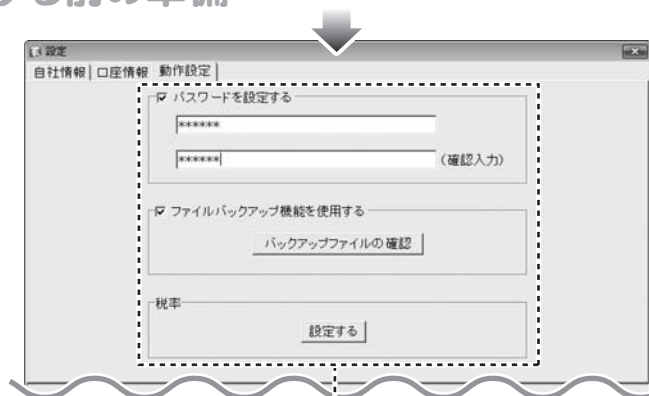 する前の準備
設定
自社情報 口座情報 動作設定
パスワードを設定する
******
******
(確認入力)
ファイルバックアップ機能を使用する
バックアップファイルの確認
税率
設定する